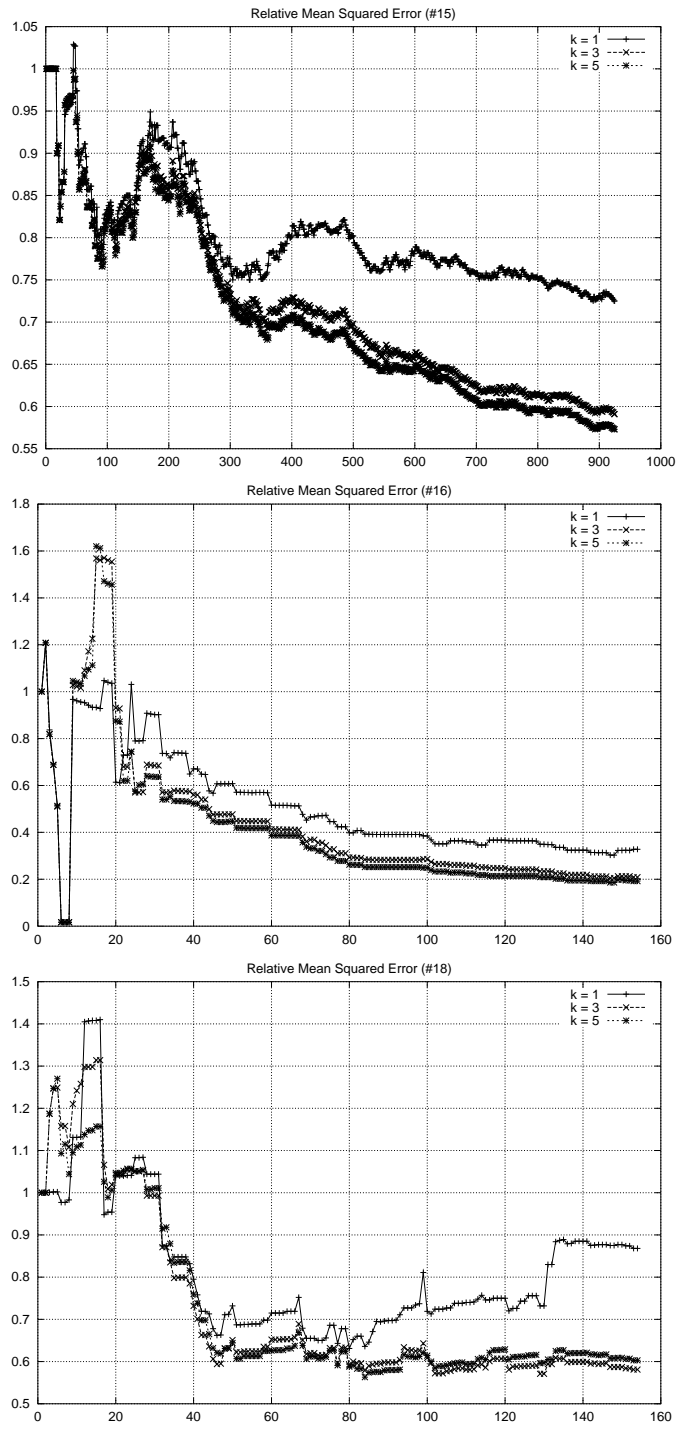 Relative Mean Squared Error (#15)
1.05
1
0.95
0.9
0.85
0.8
0.75
0.7
0.65
0.6
0.55
k = 1
k = 3
k = 5
0 100 200 300 400 500 600 700 800 900 1000
Relative Mean Squared Error (#16)
1.8
1.6
1.4
1.2
1
0.8
0.6
0.4
0.2
0
k = 1
k = 3
k = 5
0 20 40 60 80 100 120 140 160
Relative Mean Squared Error (#18)
1.5
1.4
1.3
1.2
1.1
1
0.9
0.8
0.7
0.6
0.5
k = 1
k = 3
k = 5
0 20 40 60 80 100 120 140 160